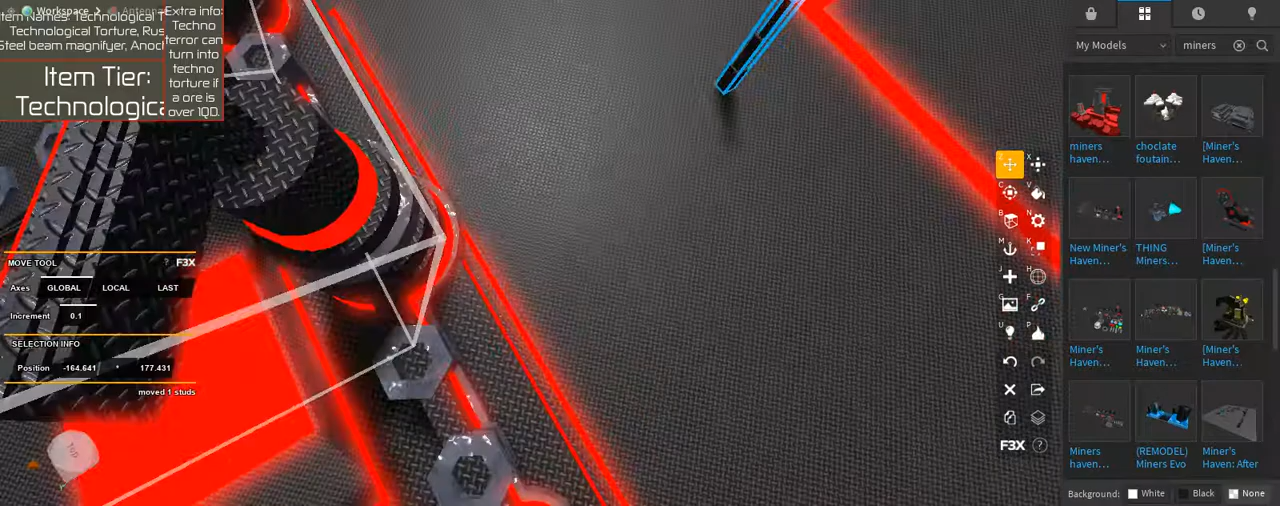 Workspace > Antenna
Item Names: Technological T
Technological Torture, Rus
Steel beam magnifyer, Anoc
Item Tier:
Technologica
Extra info:
Techno
terror can
turn into
techno
torture if
a ore is
over 1QD.
MOVE TOOL ? F3X
Axes GLOBAL LOCAL LAST
Increment 0.1
SELECTION INFO
Position -164.641 * 177.431
moved 1 studs
Top
Z X
C V
B N
M K
J H
G F
U P
F3X ?
My Models miners
miners
haven...
choclate
foutain...
[Miner's
Haven...
New Miner's
Haven...
THING
Miners...
[Miner's
Haven...
Miner's
Haven...
Miner's
Haven...
[Miner's
Haven...
Miners
haven...
(REMODEL)
Miners Evo
Miner's
Haven: After
Background: White Black None